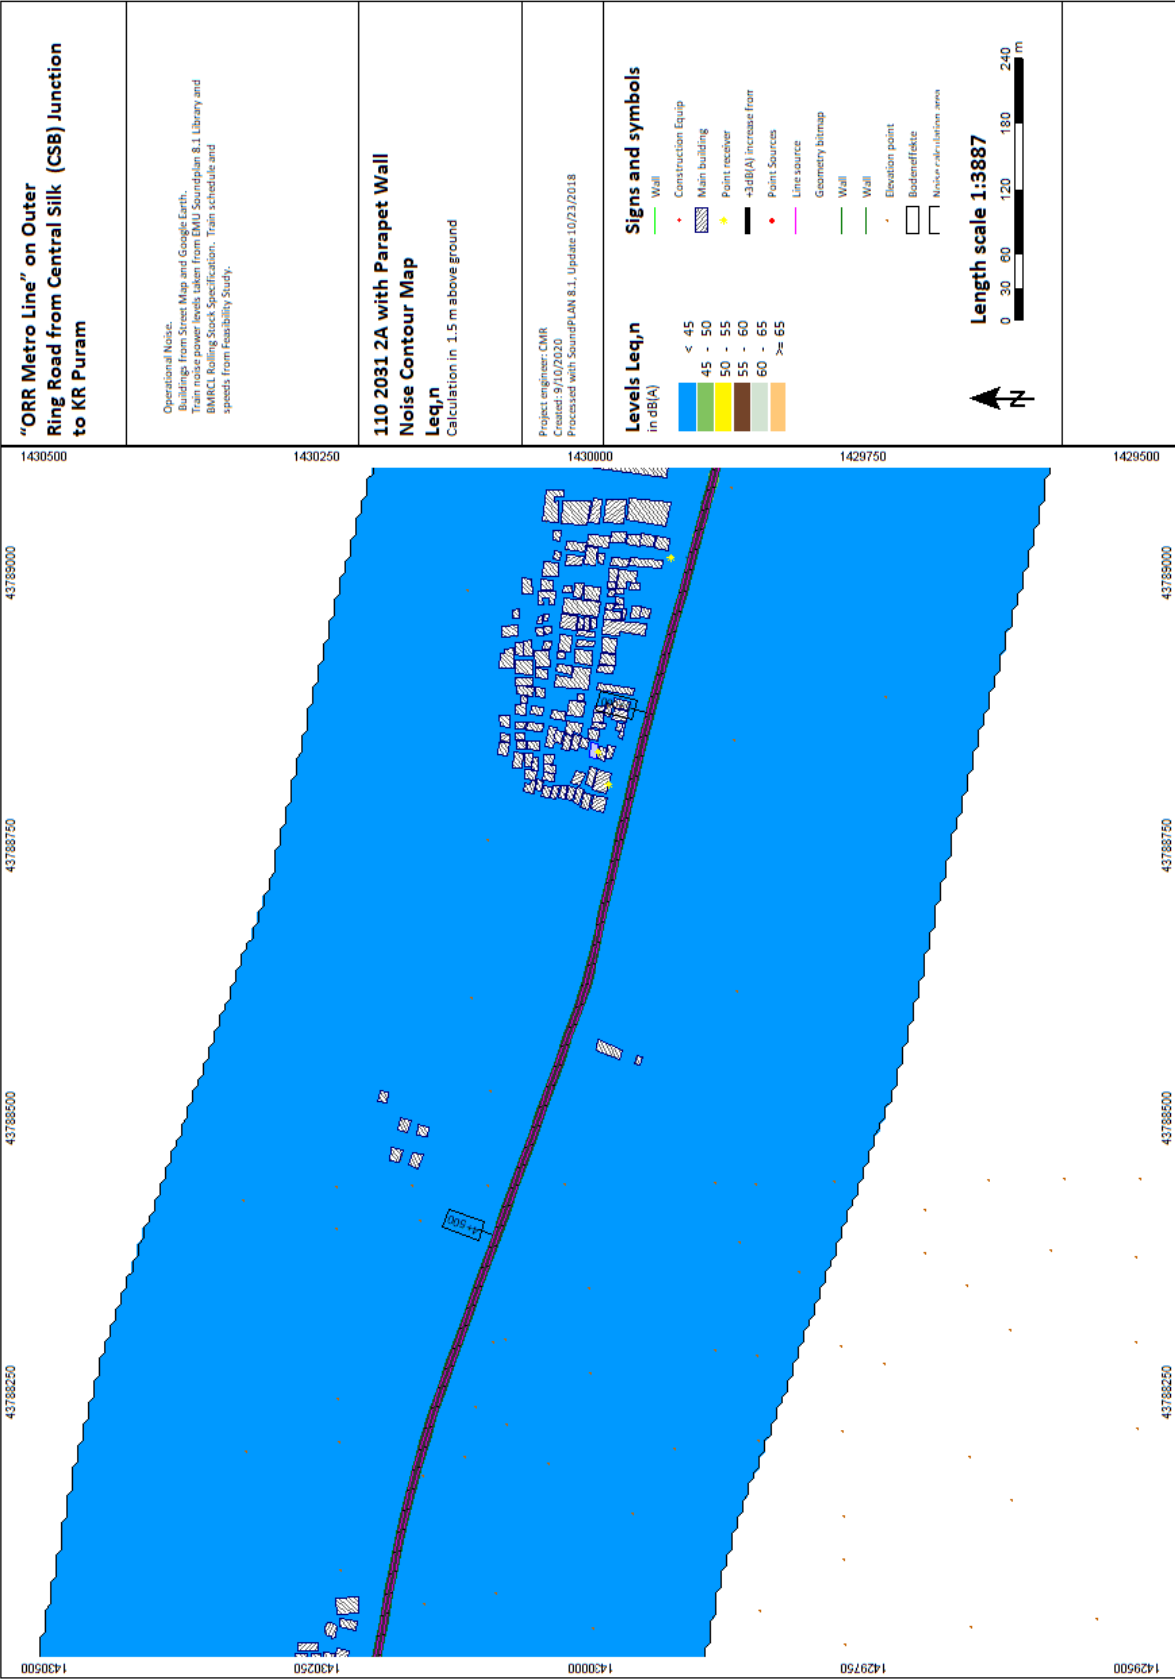 "ORR Metro Line" on Outer
Ring Road from Central Silk (CSB) Junction
to KR Puram
Operational Noise.
Buildings from Street Map and Google Earth.
Train noise power levels taken from EMU Soundplan 8.1 Library and
BMRCL Rolling Stock Specification. Train schedule and
speeds from Feasibility Study.
110 2031 2A with Parapet Wall
Noise Contour Map
Leq,n
Calculation in 1.5 m above ground
Project engineer: CMR
Created: 9/10/2020
Processed with SoundPLAN 8.1, Update 10/23/2018
Levels Leq,n
in dB(A)
< 45
45 - 50
50 - 55
55 - 60
60 - 65
>= 65
Signs and symbols
Wall
Construction Equip
Main building
Point receiver
+3dB(A) increase from
Point Sources
Line source
Geometry bitmap
Wall
Wall
Elevation point
Bodeneffekte
Noise calculation area
Length scale 1:3887
0 30 60 120 180 240
m
N
43788250
43788500
43788750
43789000
1430500
1430250
1430000
1429750
1429500
4+500
1430500
1430250
1430000
1429750
1429500
43788250
43788500
43788750
43789000